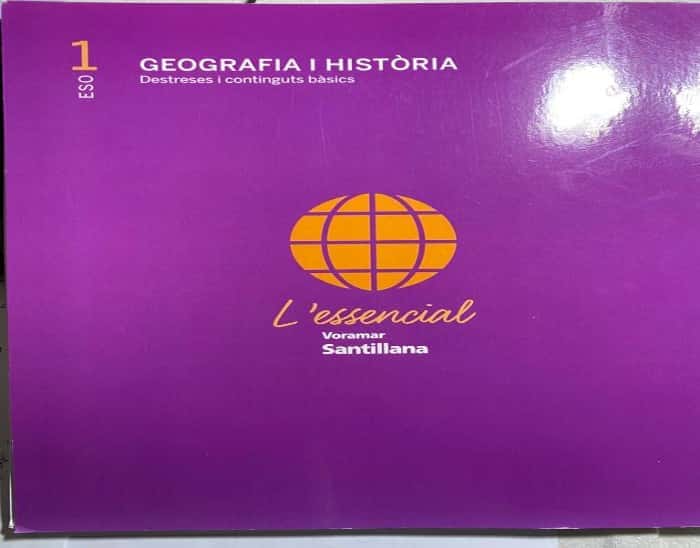 1
ESO
GEOGRAFIA I HISTÒRIA
Destreses i continguts bàsics
L'essencial
Voramar
Santillana